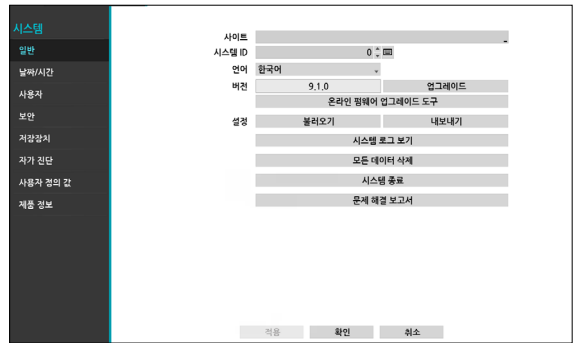 시스템
일반
날짜/시간
사용자
보안
저장장치
자가 진단
사용자 정의 값
제품 정보
사이트
시스템 ID 0
언어 한국어
버전 9.1.0 업그레이드
온라인 펌웨어 업그레이드 도구
설정 불러오기 내보내기
시스템 로그 보기
모든 데이터 삭제
시스템 종료
문제 해결 보고서
적용 확인 취소